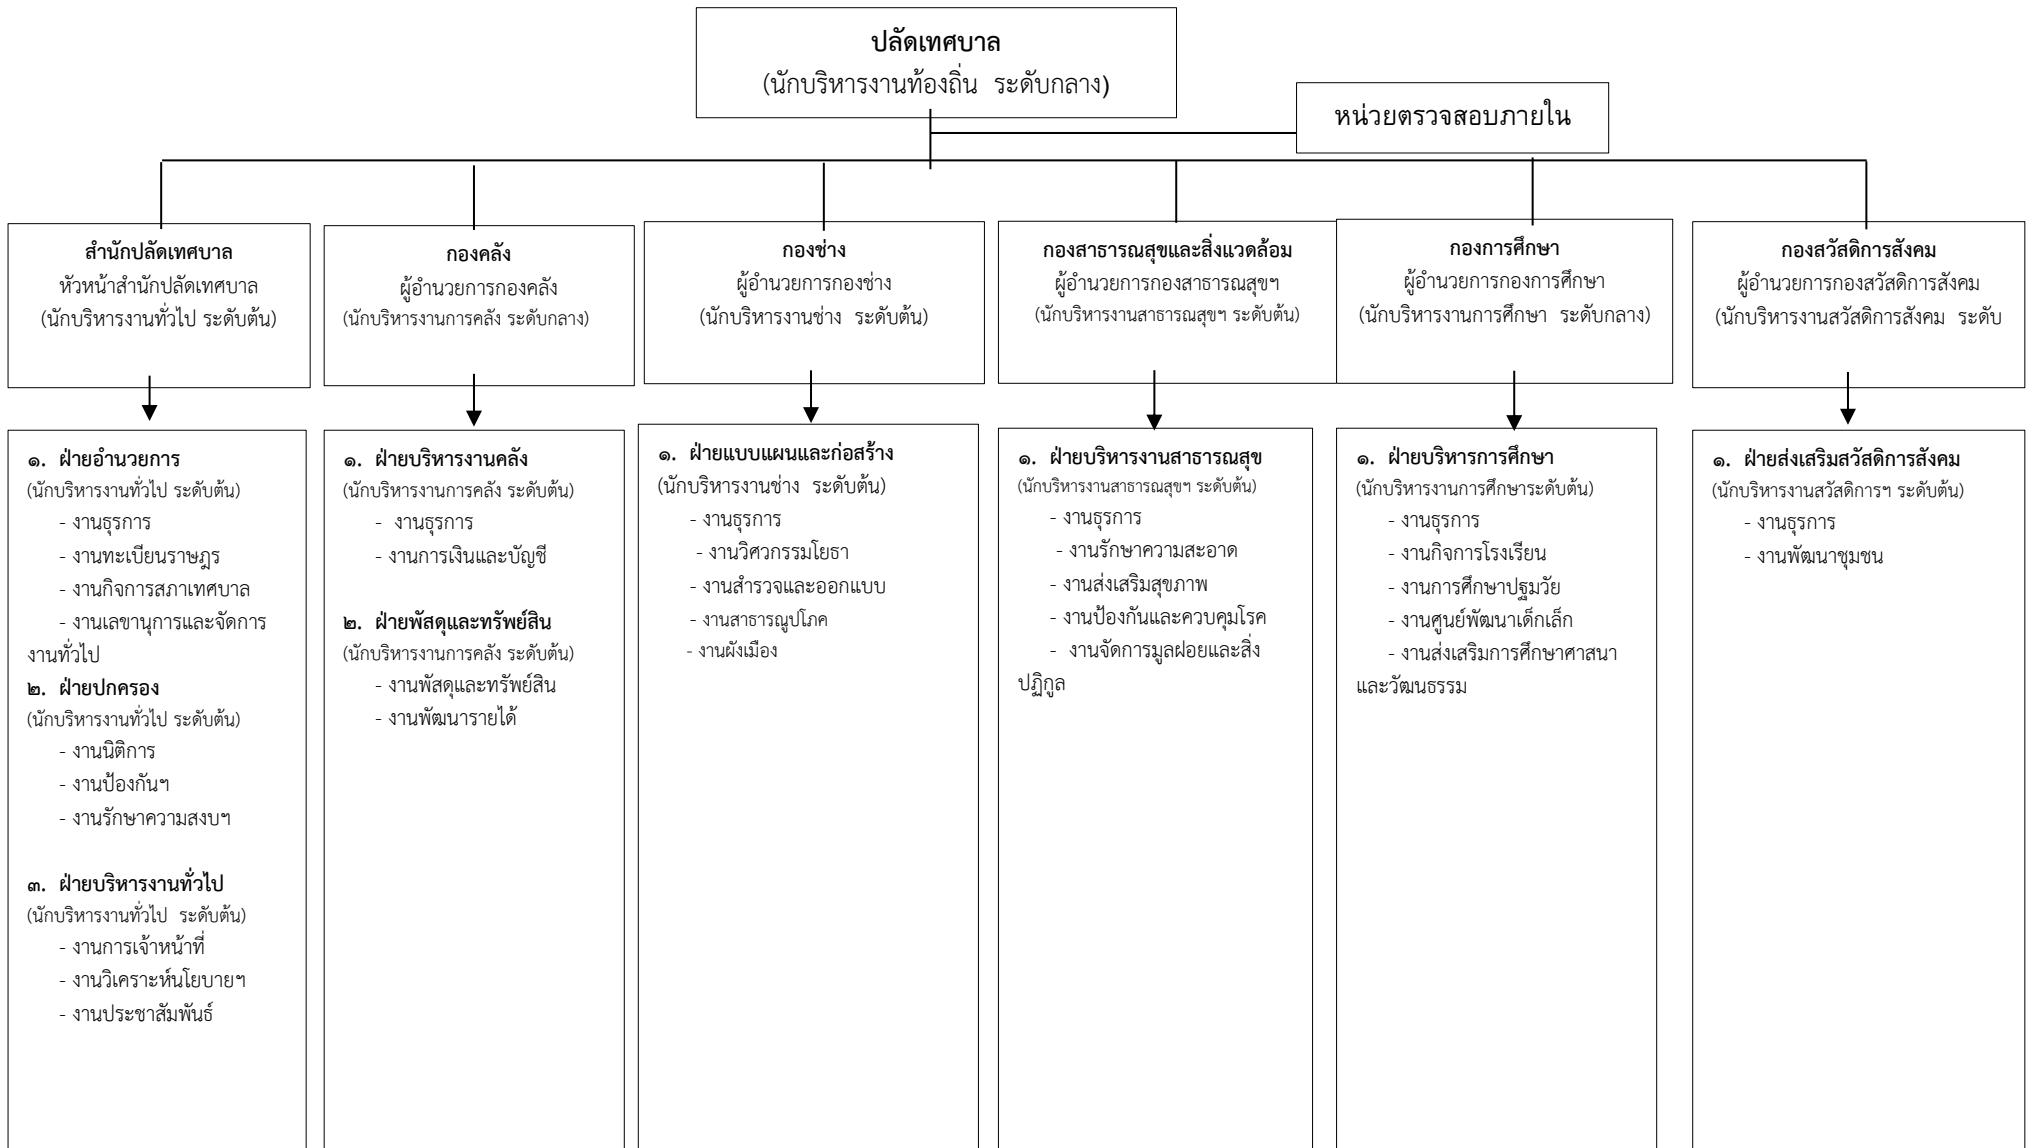 ปลัดเทศบาล
(นักบริหารงานท้องถิ่น ระดับกลาง)
หน่วยตรวจสอบภายใน
สำนักปลัดเทศบาล
หัวหน้าสำนักปลัดเทศบาล
(นักบริหารงานทั่วไป ระดับต้น)
กองคลัง
ผู้อำนวยการกองคลัง
(นักบริหารงานการคลัง ระดับกลาง)
กองช่าง
ผู้อำนวยการกองช่าง
(นักบริหารงานช่าง ระดับต้น)
กองสาธารณสุขและสิ่งแวดล้อม
ผู้อำนวยการกองสาธารณสุขฯ
(นักบริหารงานสาธารณสุขฯ ระดับต้น)
กองการศึกษา
ผู้อำนวยการกองการศึกษา
(นักบริหารงานการศึกษา ระดับกลาง)
กองสวัสดิการสังคม
ผู้อำนวยการกองสวัสดิการสังคม
(นักบริหารงานสวัสดิการสังคม ระดับ
๑. ฝ่ายอำนวยการ
(นักบริหารงานทั่วไป ระดับต้น)
- งานธุรการ
- งานทะเบียนราษฎร
- งานกิจการสภาเทศบาล
- งานเลขานุการและจัดการ
งานทั่วไป
๒. ฝ่ายปกครอง
(นักบริหารงานทั่วไป ระดับต้น)
- งานนิติการ
- งานป้องกันฯ
- งานรักษาความสงบฯ
๓. ฝ่ายบริหารงานทั่วไป
(นักบริหารงานทั่วไป ระดับต้น)
- งานการเจ้าหน้าที่
- งานวิเคราะห์นโยบายฯ
- งานประชาสัมพันธ์
๑. ฝ่ายบริหารงานคลัง
(นักบริหารงานการคลัง ระดับต้น)
- งานธุรการ
- งานการเงินและบัญชี
๒. ฝ่ายพัสดุและทรัพย์สิน
(นักบริหารงานการคลัง ระดับต้น)
- งานพัสดุและทรัพย์สิน
- งานพัฒนารายได้
๑. ฝ่ายแบบแผนและก่อสร้าง
(นักบริหารงานช่าง ระดับต้น)
- งานธุรการ
- งานวิศวกรรมโยธา
- งานสำรวจและออกแบบ
- งานสาธารณูปโภค
- งานผังเมือง
๑. ฝ่ายบริหารงานสาธารณสุข
(นักบริหารงานสาธารณสุขฯ ระดับต้น)
- งานธุรการ
- งานรักษาความสะอาด
- งานส่งเสริมสุขภาพ
- งานป้องกันและควบคุมโรค
- งานจัดการมูลฝอยและสิ่ง
ปฏิกูล
๑. ฝ่ายบริหารการศึกษา
(นักบริหารงานการศึกษาระดับต้น)
- งานธุรการ
- งานกิจการโรงเรียน
- งานการศึกษาปฐมวัย
- งานศูนย์พัฒนาเด็กเล็ก
- งานส่งเสริมการศึกษาศาสนา
และวัฒนธรรม
๑. ฝ่ายส่งเสริมสวัสดิการสังคม
(นักบริหารงานสวัสดิการฯ ระดับต้น)
- งานธุรการ
- งานพัฒนาชุมชน